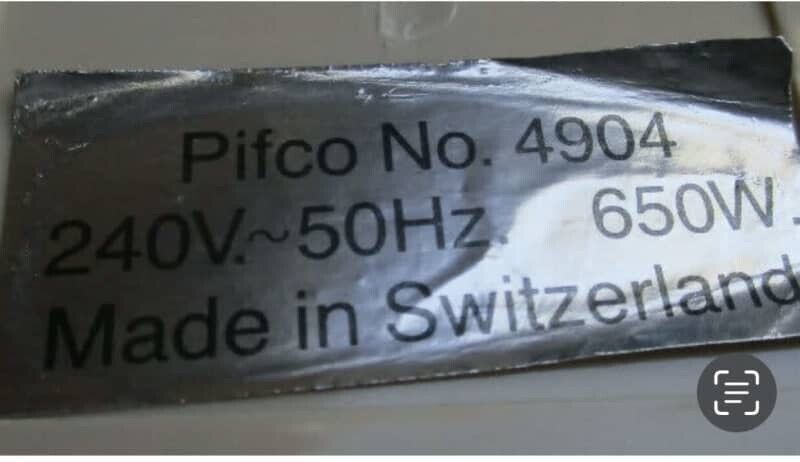 Pifco No. 4904
240V.~50Hz. 650W.
Made in Switzerland